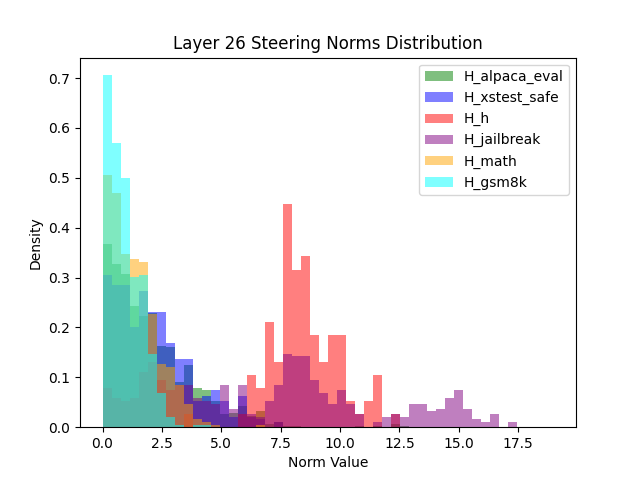 Layer 26 Steering Norms Distribution
H_alpaca_eval
H_xstest_safe
H_h
H_jailbreak
H_math
H_gsm8k
Density
0.7
0.6
0.5
0.4
0.3
0.2
0.1
0.0
0.0 2.5 5.0 7.5 10.0 12.5 15.0 17.5
Norm Value